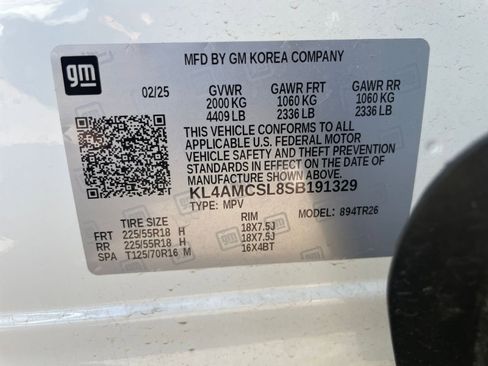 gm
MFD BY GM KOREA COMPANY
02/25 GVWR GAWR FRT GAWR RR
2000 KG 1060 KG 1060 KG
4409 LB 2336 LB 2336 LB
THIS VEHICLE CONFORMS TO ALL
APPLICABLE U.S. FEDERAL MOTOR
VEHICLE SAFETY, BUMPER, AND
THEFT PREVENTION STANDARDS
IN EFFECT ON THE DATE OF
MANUFACTURE SHOWN ABOVE.
KL4AMCSL8SB191329
TYPE: MPV MODEL: 894TR26
TIRE SIZE RIM
FRT 225/55R18 H 18X7.5J
RR 225/55R18 H 18X7.5J
SPA T125/70R16 M 16X4BT